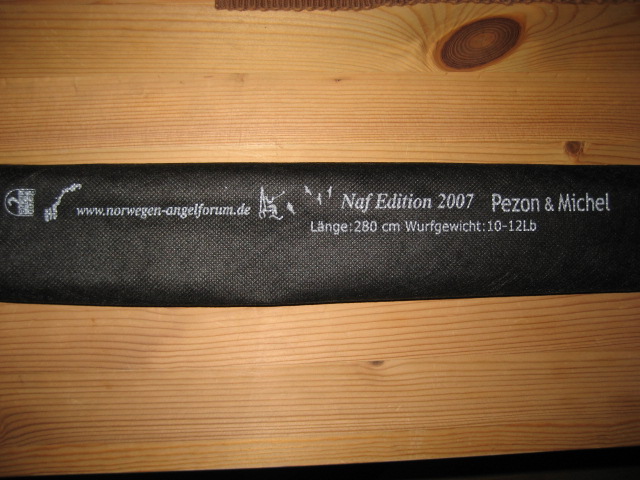 www.norwegen-angelforum.de Naf Edition 2007 Pezon & Michel
Länge:280 cm Wurfgewicht:10-12Lb